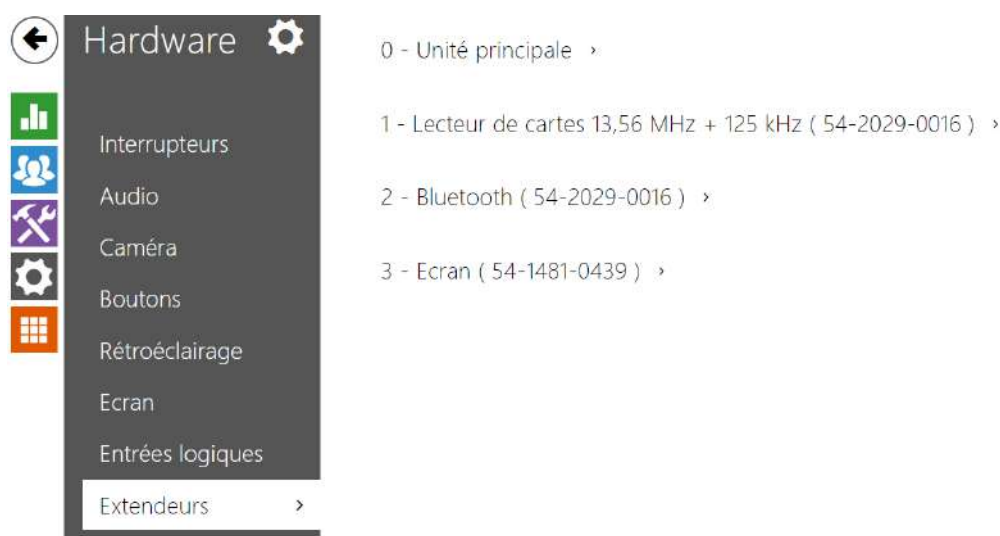 Hardware
Interrupteurs
Audio
Caméra
Boutons
Rétroéclairage
Ecran
Entrées logiques
Extendeurs
0 - Unité principale
1 - Lecteur de cartes 13,56 MHz + 125 kHz ( 54-2029-0016 )
2 - Bluetooth ( 54-2029-0016 )
3 - Ecran ( 54-1481-0439 )